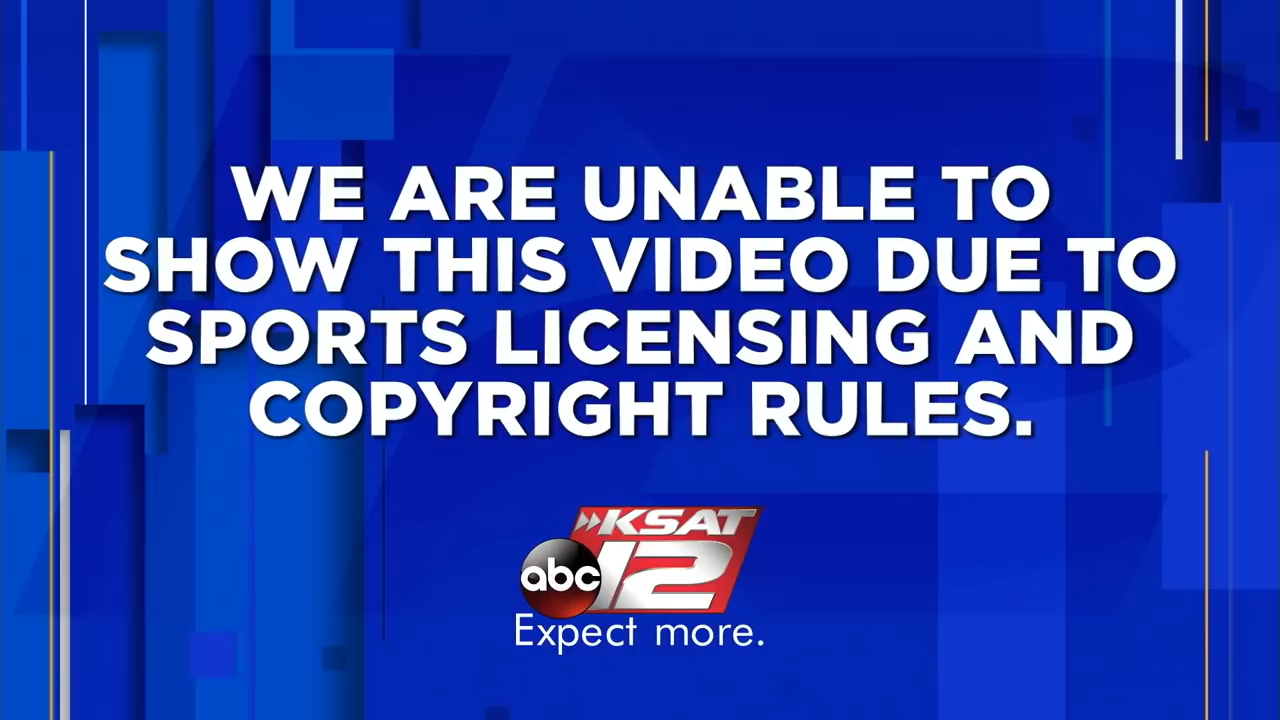 WE ARE UNABLE TO
SHOW THIS VIDEO DUE TO
SPORTS LICENSING AND
COPYRIGHT RULES.
KSAT
abc 12
Expect more.